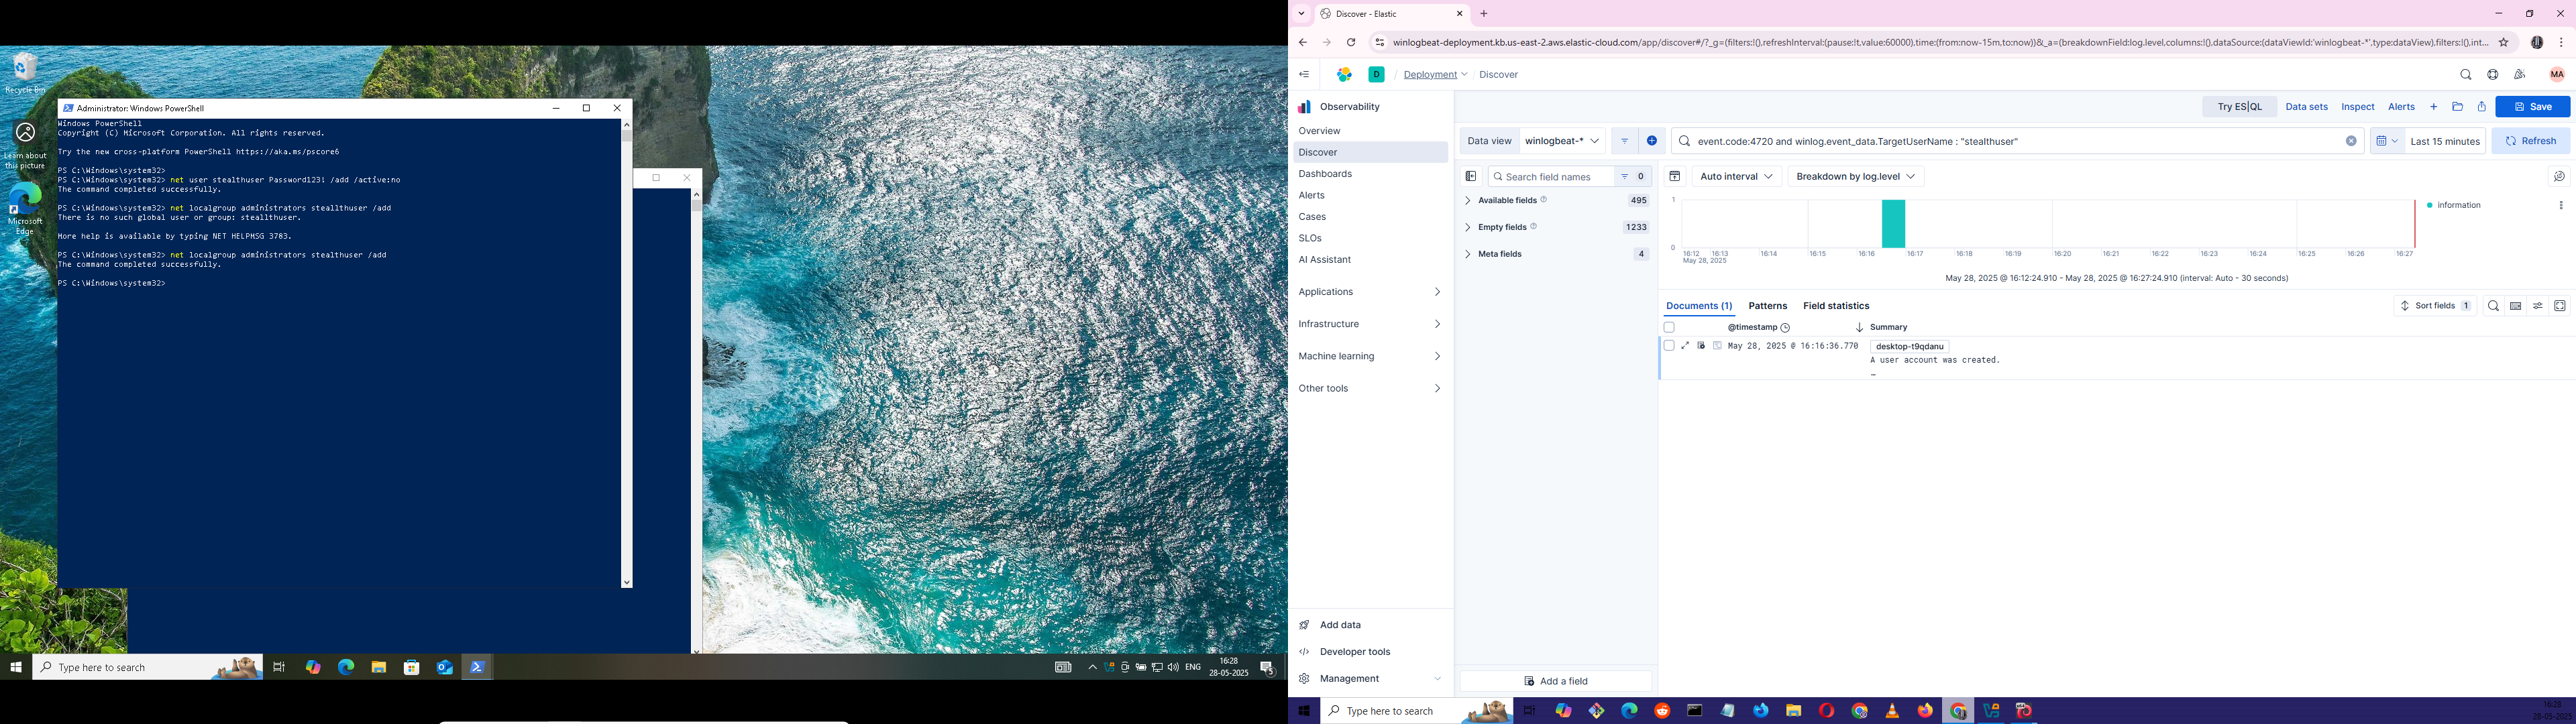 Recycle Bin
Learn about
this picture
Microsoft
Edge
Administrator: Windows PowerShell
Windows PowerShell
Copyright (C) Microsoft Corporation. All rights reserved.
Try the new cross-platform PowerShell https://aka.ms/pscore6
PS C:\Windows\system32>
PS C:\Windows\system32> net user stealthuser Password123! /add /active:no
The command completed successfully.
PS C:\Windows\system32> net localgroup administrators steallthuser /add
There is no such global user or group: steallthuser.
More help is available by typing NET HELPMSG 3783.
PS C:\Windows\system32> net localgroup administrators stealthuser /add
The command completed successfully.
PS C:\Windows\system32>
Type here to search
ENG
16:28
28-05-2025
5
Discover - Elastic
winlogbeat-deployment.kb.us-east-2.aws.elastic-cloud.com/app/discover#/?_g=(filters:!(),refreshInterval:(pause:!t,value:60000),time:(from:now-15m,to:now))&_a=(breakdownField:log.level,columns:!(),dataSource:(dataViewId:'winlogbeat-*',type:dataView),filters:!(),int...
D / Deployment / Discover
MA
Observability
Overview
Discover
Dashboards
Alerts
Cases
SLOs
AI Assistant
Applications
Infrastructure
Machine learning
Other tools
Add data
Developer tools
Management
Try ES|QL
Data sets
Inspect
Alerts
Save
Data view
winlogbeat-*
event.code:4720 and winlog.event_data.TargetUserName : "stealthuser"
Last 15 minutes
Refresh
Search field names
0
Available fields
495
Empty fields
1233
Meta fields
4
Add a field
Auto interval
Breakdown by log.level
1
0
16:12 16:13 16:14 16:15 16:16 16:17 16:18 16:19 16:20 16:21 16:22 16:23 16:24 16:25 16:26 16:27
May 28, 2025
information
May 28, 2025 @ 16:12:24.910 - May 28, 2025 @ 16:27:24.910 (interval: Auto - 30 seconds)
Documents (1)
Patterns
Field statistics
Sort fields 1
@timestamp
Summary
May 28, 2025 @ 16:16:36.770
desktop-t9qdanu
A user account was created.
…
Type here to search
16:28
28-05-2025